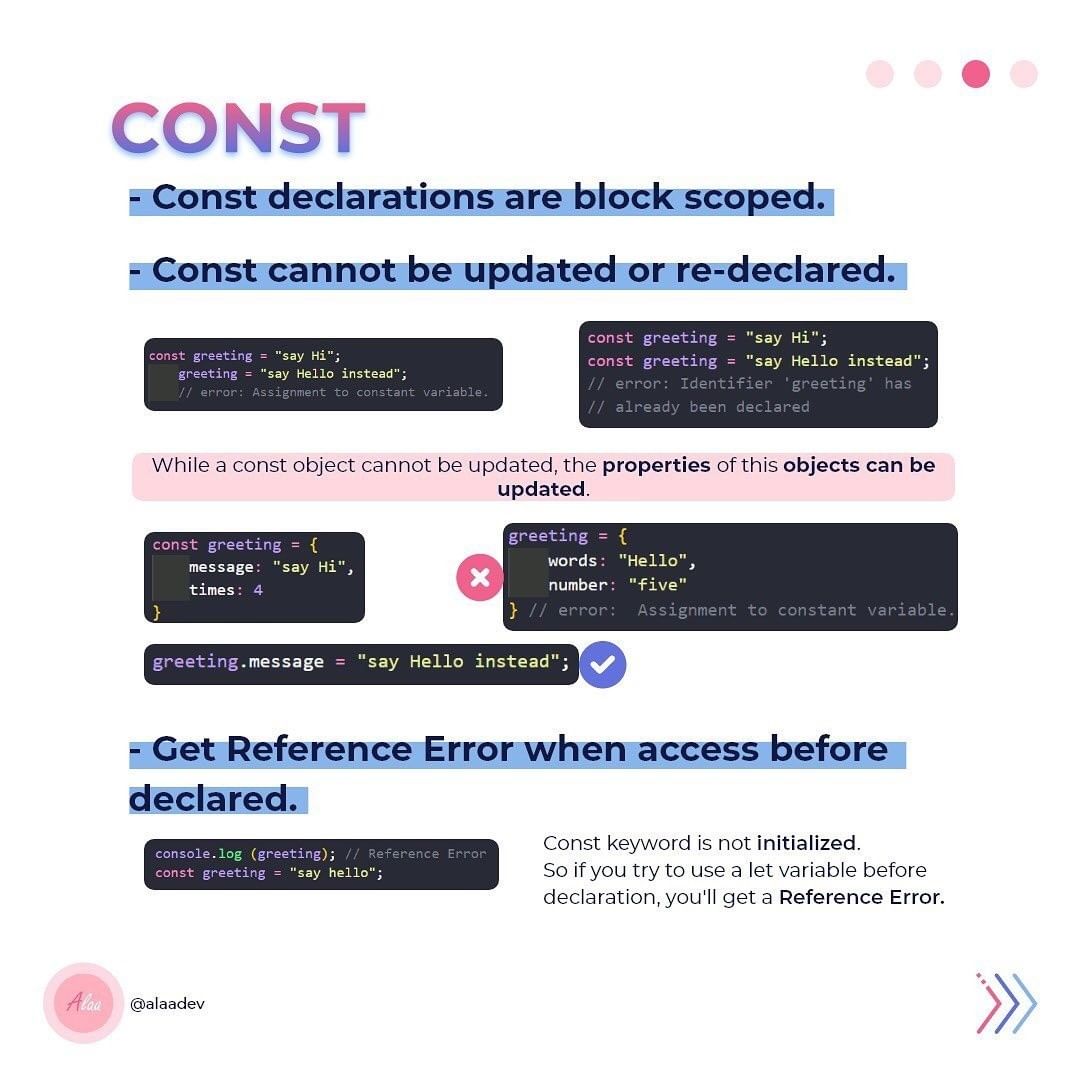 CONST
- Const declarations are block scoped.
- Const cannot be updated or re-declared.
const greeting = "say Hi";
greeting = "say Hello instead";
// error: Assignment to constant variable.
const greeting = "say Hi";
const greeting = "say Hello instead";
// error: Identifier 'greeting' has
// already been declared
While a const object cannot be updated, the properties of this objects can be
updated.
const greeting = {
message: "say Hi",
times: 4
}
greeting = {
words: "Hello",
number: "five"
} // error:  Assignment to constant variable.
greeting.message = "say Hello instead";
- Get Reference Error when access before
declared.
console.log (greeting); // Reference Error
const greeting = "say hello";
Const keyword is not initialized.
So if you try to use a let variable before
declaration, you'll get a Reference Error.
Alaa
@alaadev